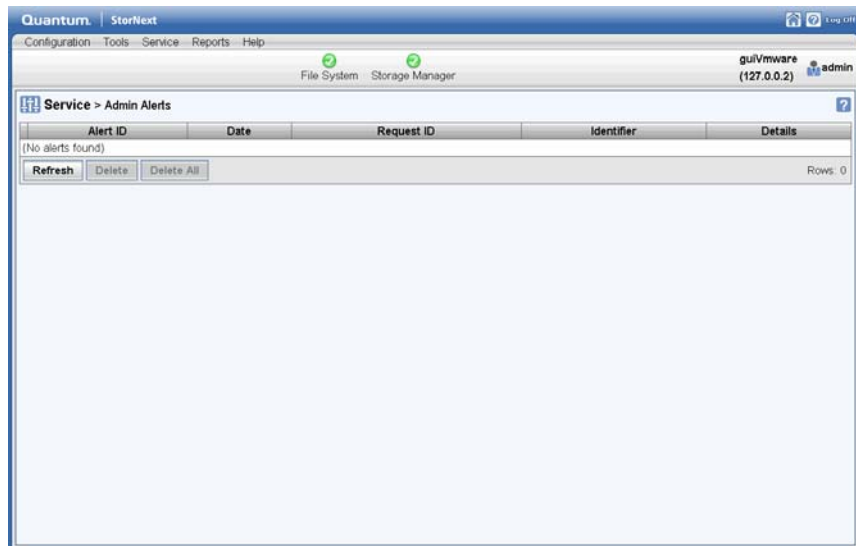 Quantum. StorNext Log Off
Configuration Tools Service Reports Help
File System Storage Manager
guiVmware
(127.0.0.2)
admin
Service > Admin Alerts
Alert ID Date Request ID Identifier Details
(No alerts found)
Refresh Delete Delete All Rows: 0